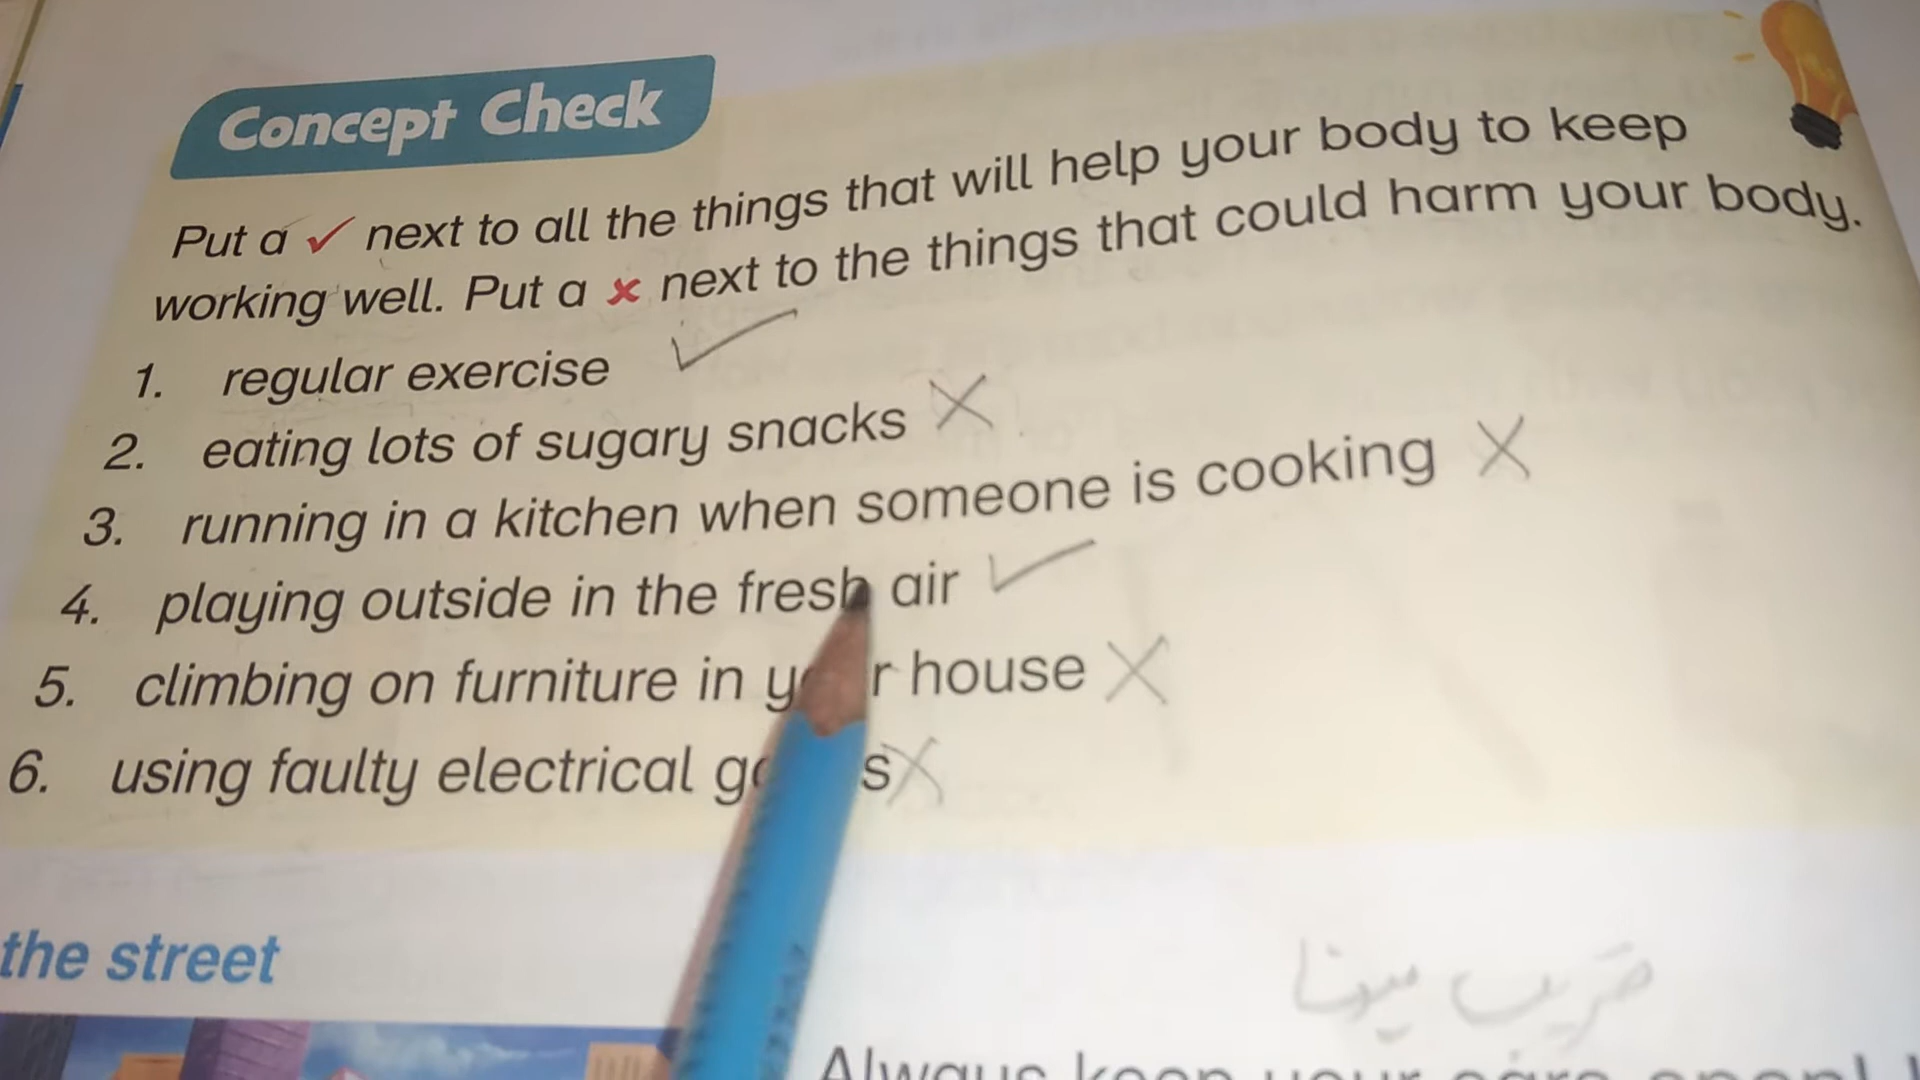 Concept Check
Put a ✓ next to all the things that will help your body to keep
working well. Put a × next to the things that could harm your body.
1. regular exercise ✓
2. eating lots of sugary snacks ×
3. running in a kitchen when someone is cooking ×
4. playing outside in the fresh air ✓
5. climbing on furniture in house ×
6. using faulty electrical ×
the street
Always keep your